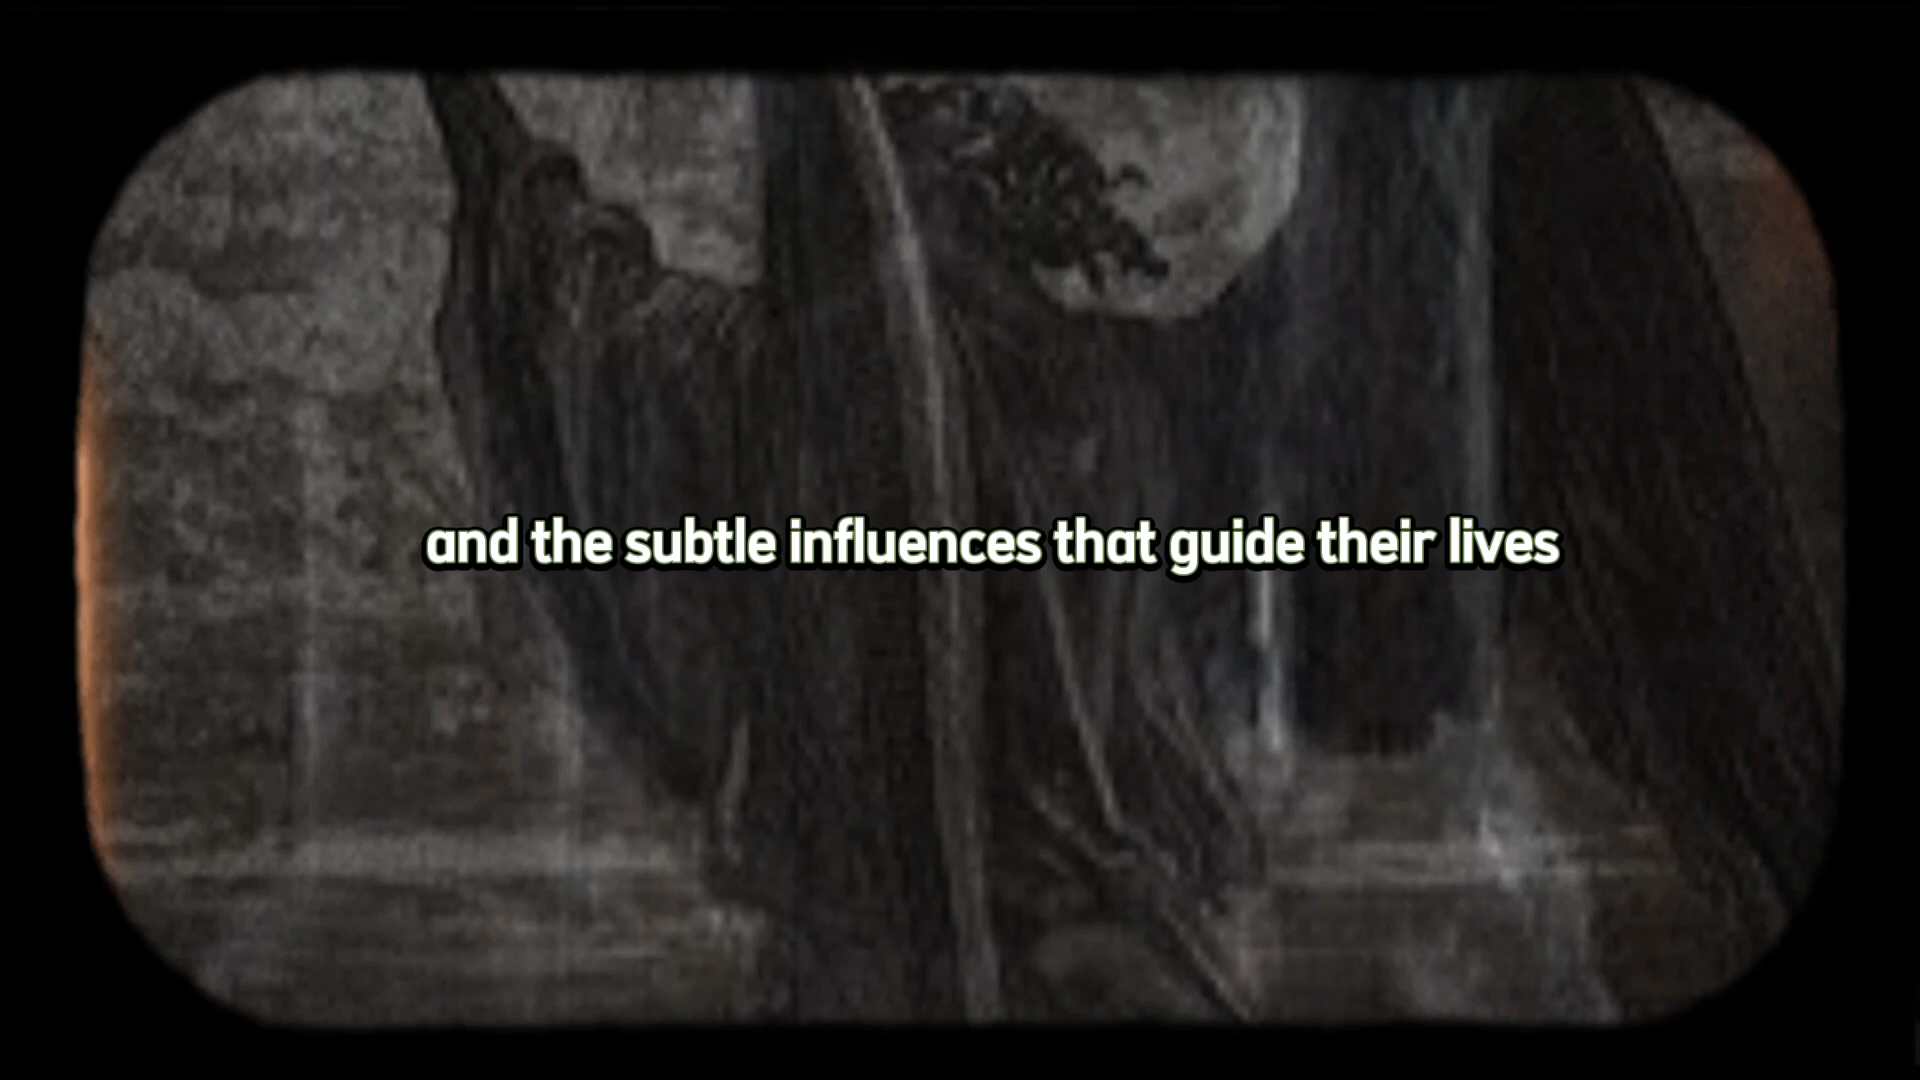 and the subtle influences that guide their lives